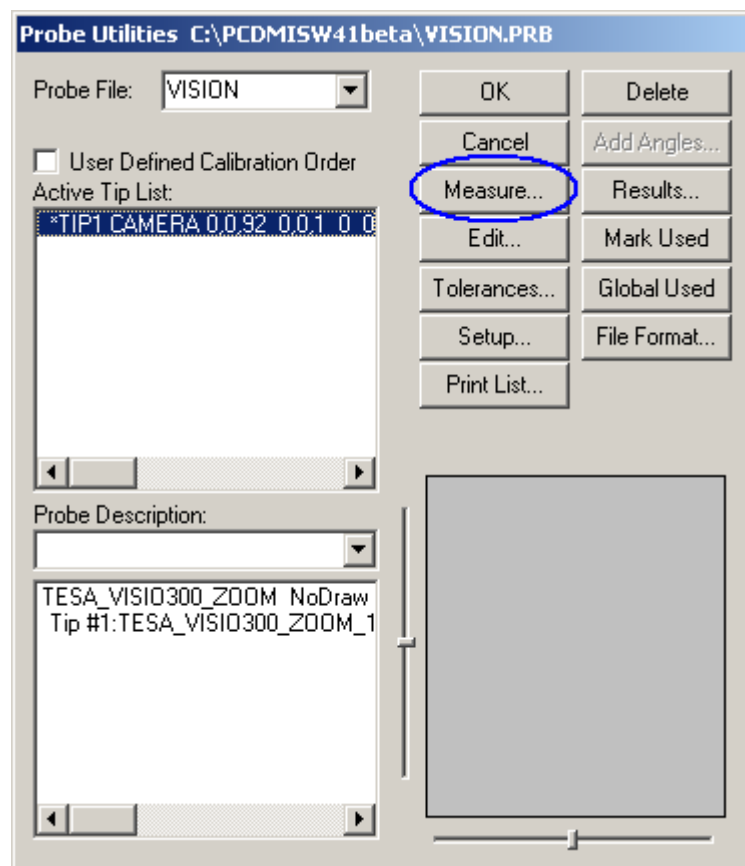 Probe Utilities C:\PCDMISW41beta\VISION.PRB
Probe File: VISION
User Defined Calibration Order
Active Tip List:
*TIP1 CAMERA 0,0,92 0,0,1 0 0
OK
Delete
Cancel
Add Angles...
Measure...
Results...
Edit...
Mark Used
Tolerances...
Global Used
Setup...
File Format...
Print List...
Probe Description:
TESA_VISIO300_ZOOM NoDraw
Tip #1:TESA_VISIO300_ZOOM_1